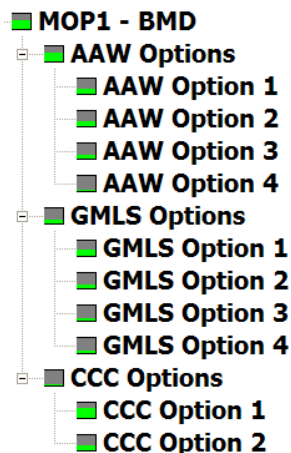 MOP1 - BMD
AAW Options
AAW Option 1
AAW Option 2
AAW Option 3
AAW Option 4
GMLS Options
GMLS Option 1
GMLS Option 2
GMLS Option 3
GMLS Option 4
CCC Options
CCC Option 1
CCC Option 2